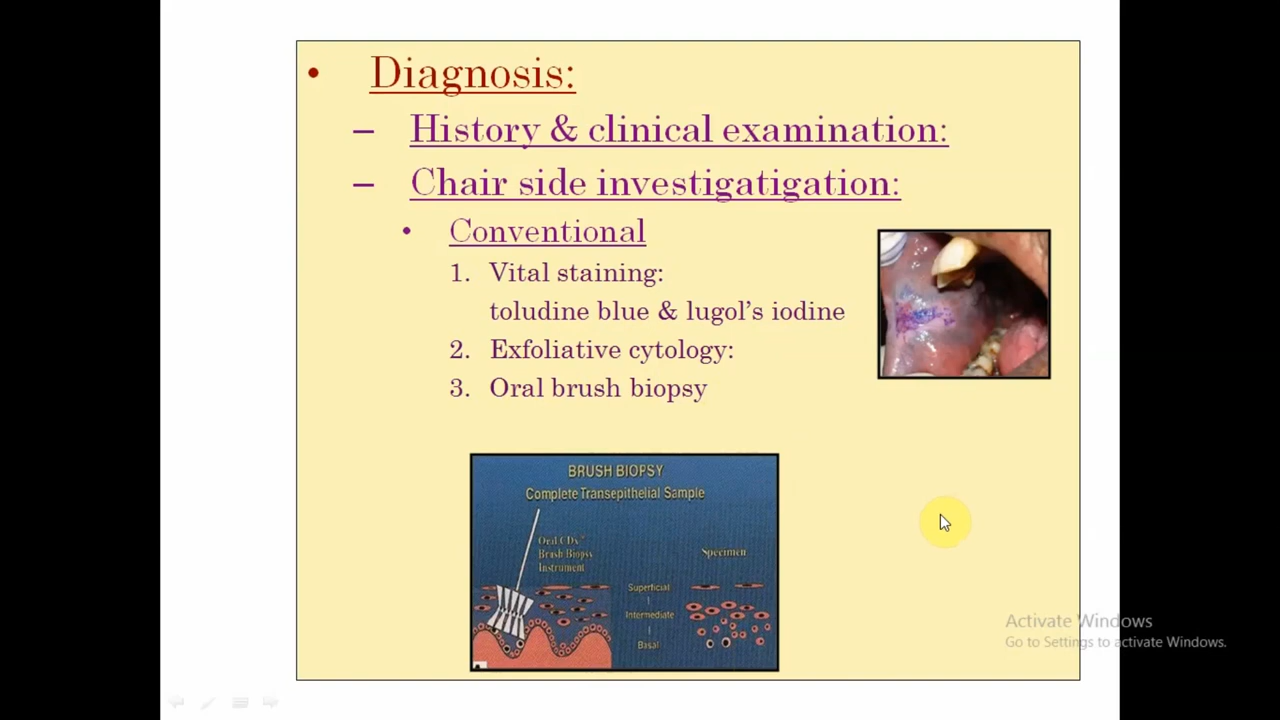 • Diagnosis:
– History & clinical examination:
– Chair side investigatigation:
• Conventional
1. Vital staining:
toludine blue & lugol's iodine
2. Exfoliative cytology:
3. Oral brush biopsy
BRUSH BIOPSY
Complete Transepithelial Sample
Oral CDx
Brush Biopsy
Instrument
Specimen
Superficial
Intermediate
Basal
Activate Windows
Go to Settings to activate Windows.